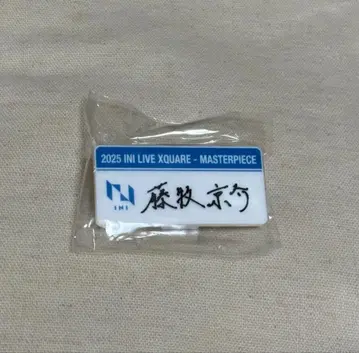 2025 INI LIVE XQUARE - MASTERPIECE
INI
藤牧 京介